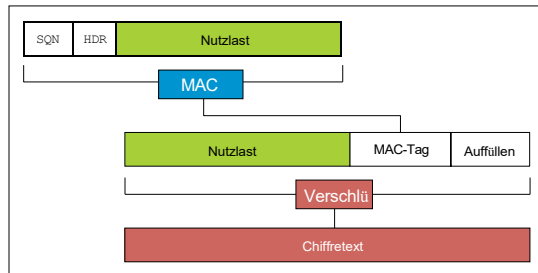 SQN HDR Nutzlast
MAC
Nutzlast MAC-Tag Auffüllen
Verschlü
Chiffretext